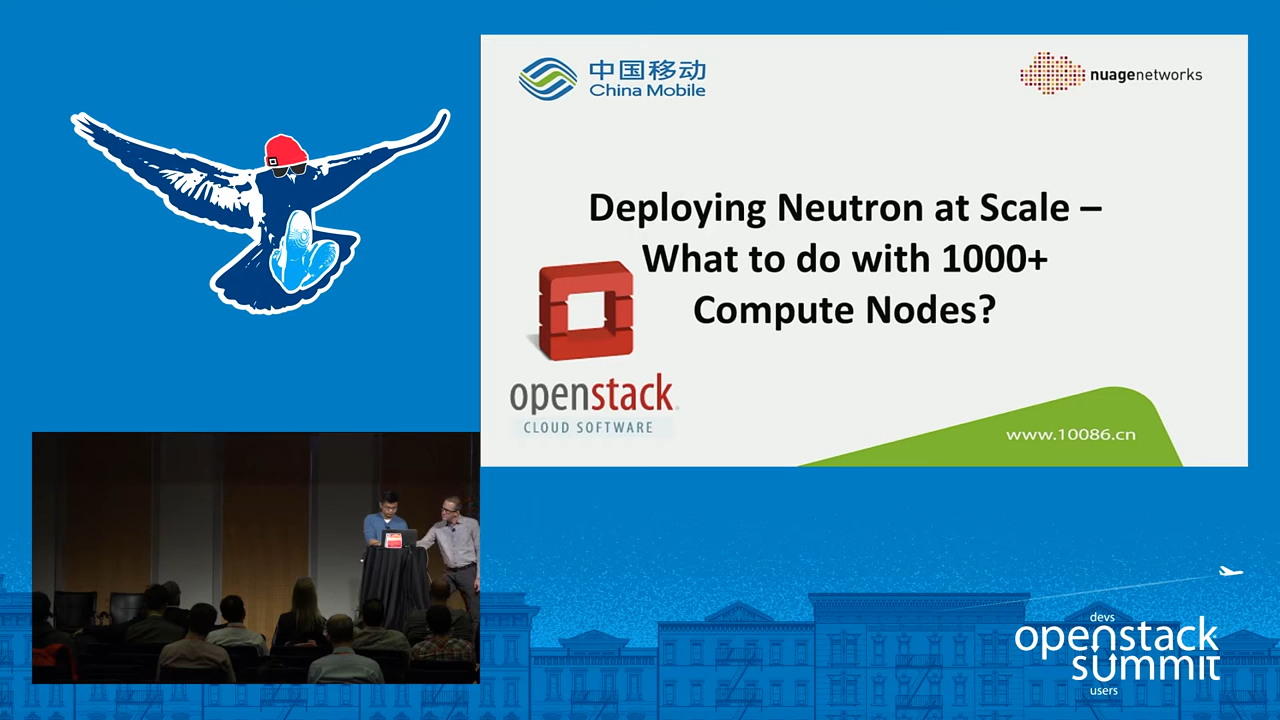 中国移动
China Mobile
nuagenetworks
Deploying Neutron at Scale –
What to do with 1000+
Compute Nodes?
openstack
CLOUD SOFTWARE
www.10086.cn
devs
openstack
summit
users